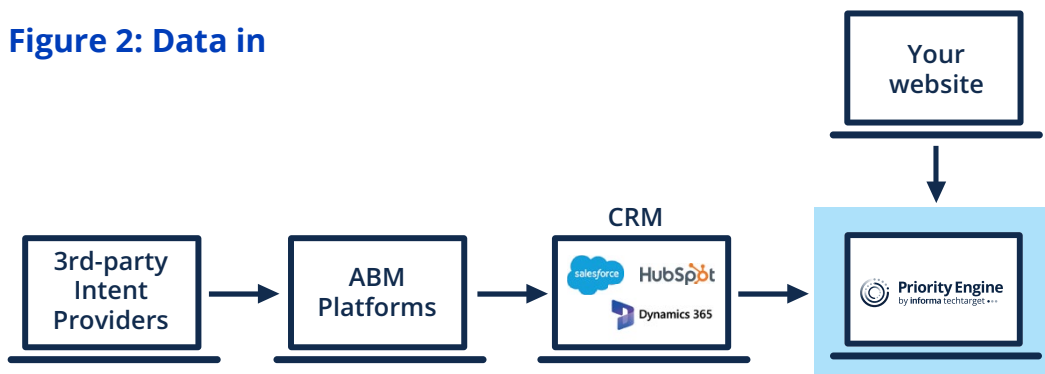 Figure 2: Data in
Your
website
CRM
3rd-party
Intent
Providers
ABM
Platforms
salesforce
HubSpot
Dynamics 365
Priority Engine
by informa techtarget